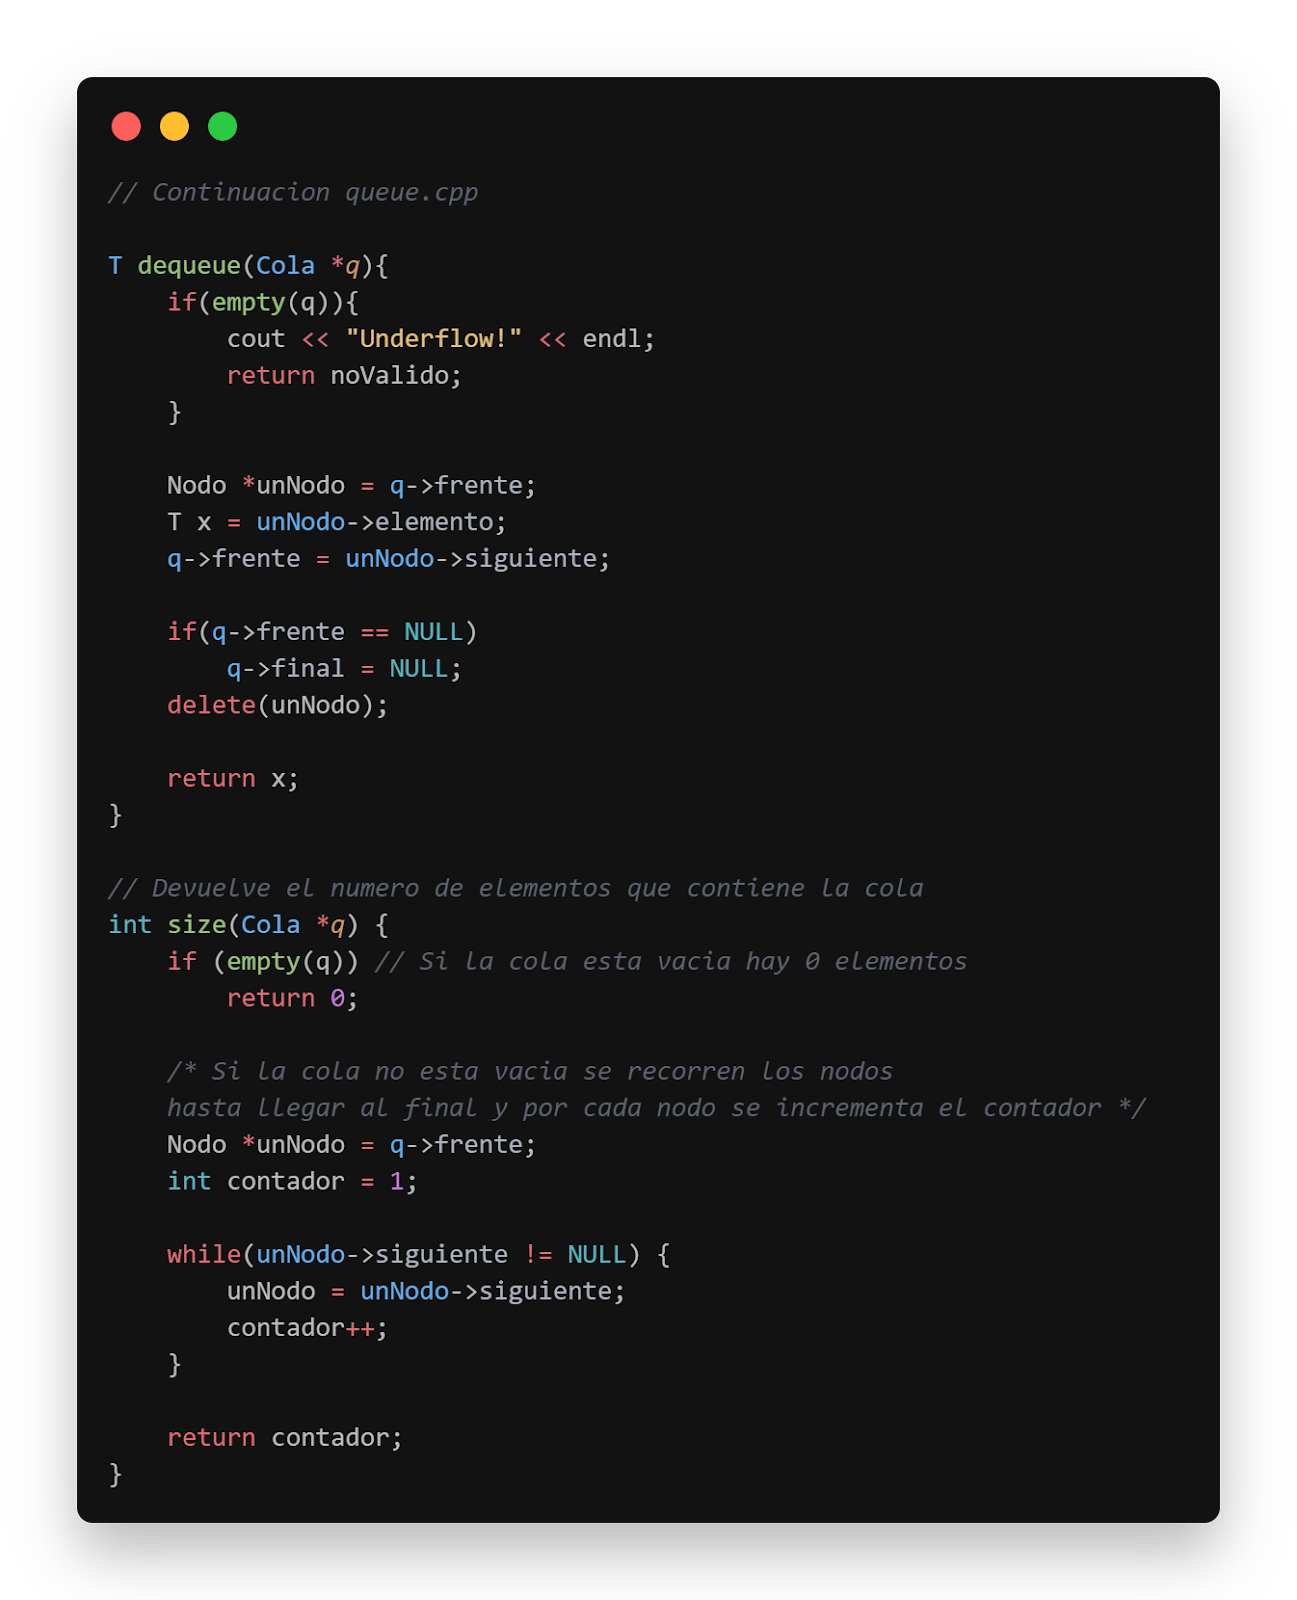 // Continuacion queue.cpp
T dequeue(Cola *q){
    if(empty(q)){
        cout << "Underflow!" << endl;
        return noValido;
    }
    Nodo *unNodo = q->frente;
    T x = unNodo->elemento;
    q->frente = unNodo->siguiente;
    if(q->frente == NULL)
        q->final = NULL;
    delete(unNodo);
    return x;
}
// Devuelve el numero de elementos que contiene la cola
int size(Cola *q) {
    if (empty(q)) // Si la cola esta vacia hay 0 elementos
        return 0;
    /* Si la cola no esta vacia se recorren los nodos
    hasta llegar al final y por cada nodo se incrementa el contador */
    Nodo *unNodo = q->frente;
    int contador = 1;
    while(unNodo->siguiente != NULL) {
        unNodo = unNodo->siguiente;
        contador++;
    }
    return contador;
}